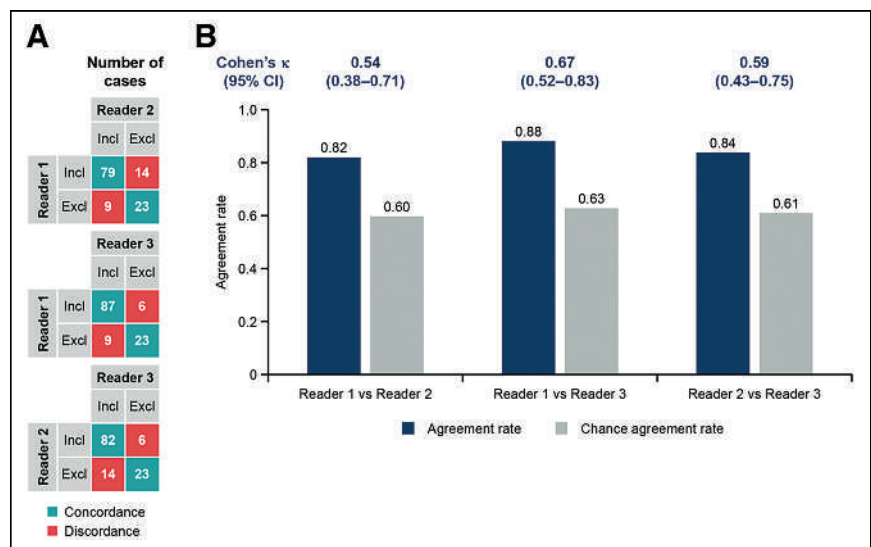 A
Number of
cases
Reader 2
Incl Excl
Reader 1
Incl 79 14
Excl 9 23
Reader 3
Incl Excl
Reader 1
Incl 87 6
Excl 9 23
Reader 3
Incl Excl
Reader 2
Incl 82 6
Excl 14 23
Concordance
Discordance
B
Cohen's κ 0.54 0.67 0.59
(95% CI) (0.38–0.71) (0.52–0.83) (0.43–0.75)
Agreement rate
1.0
0.8
0.6
0.4
0.2
0
0.82 0.60 0.88 0.63 0.84 0.61
Reader 1 vs Reader 2 Reader 1 vs Reader 3 Reader 2 vs Reader 3
Agreement rate Chance agreement rate